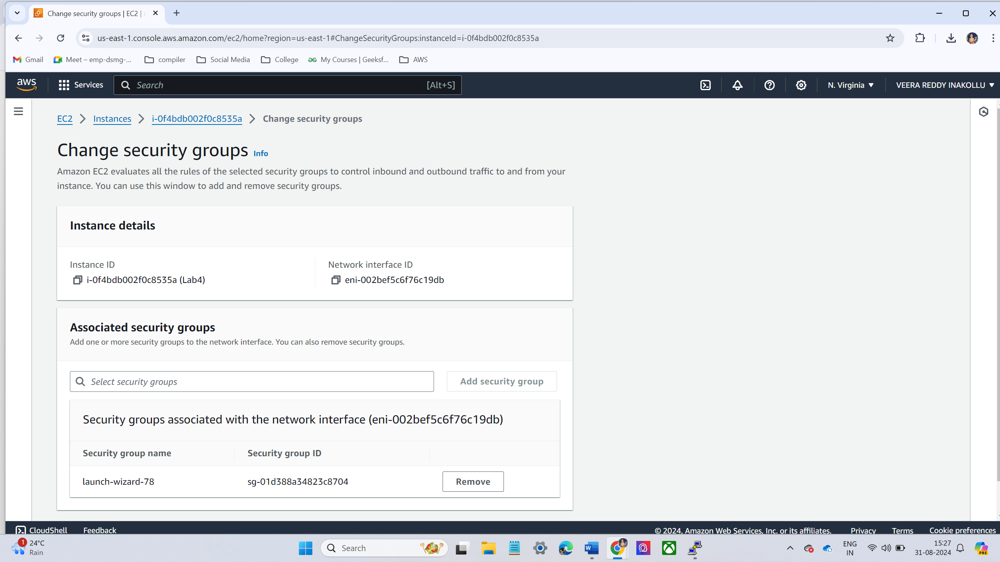 Change security groups | EC2 |
us-east-1.console.aws.amazon.com/ec2/home?region=us-east-1#ChangeSecurityGroups:instanceId=i-0f4bdb002f0c8535a
Gmail
Meet – emp-dsmg-...
compiler
Social Media
College
My Courses | Geeksf...
AWS
aws
Services
Search
[Alt+S]
N. Virginia
VEERA REDDY INAKOLLU
EC2
Instances
i-0f4bdb002f0c8535a
Change security groups
Change security groups Info
Amazon EC2 evaluates all the rules of the selected security groups to control inbound and outbound traffic to and from your
instance. You can use this window to add and remove security groups.
Instance details
Instance ID
i-0f4bdb002f0c8535a (Lab4)
Network interface ID
eni-002bef5c6f76c19db
Associated security groups
Add one or more security groups to the network interface. You can also remove security groups.
Select security groups
Add security group
Security groups associated with the network interface (eni-002bef5c6f76c19db)
Security group name
Security group ID
launch-wizard-78
sg-01d388a34823c8704
Remove
CloudShell
Feedback
© 2024, Amazon Web Services, Inc. or its affiliates.
Privacy
Terms
Cookie preferences
1
24°C
Rain
Search
ENG
IN
15:27
31-08-2024
PRE